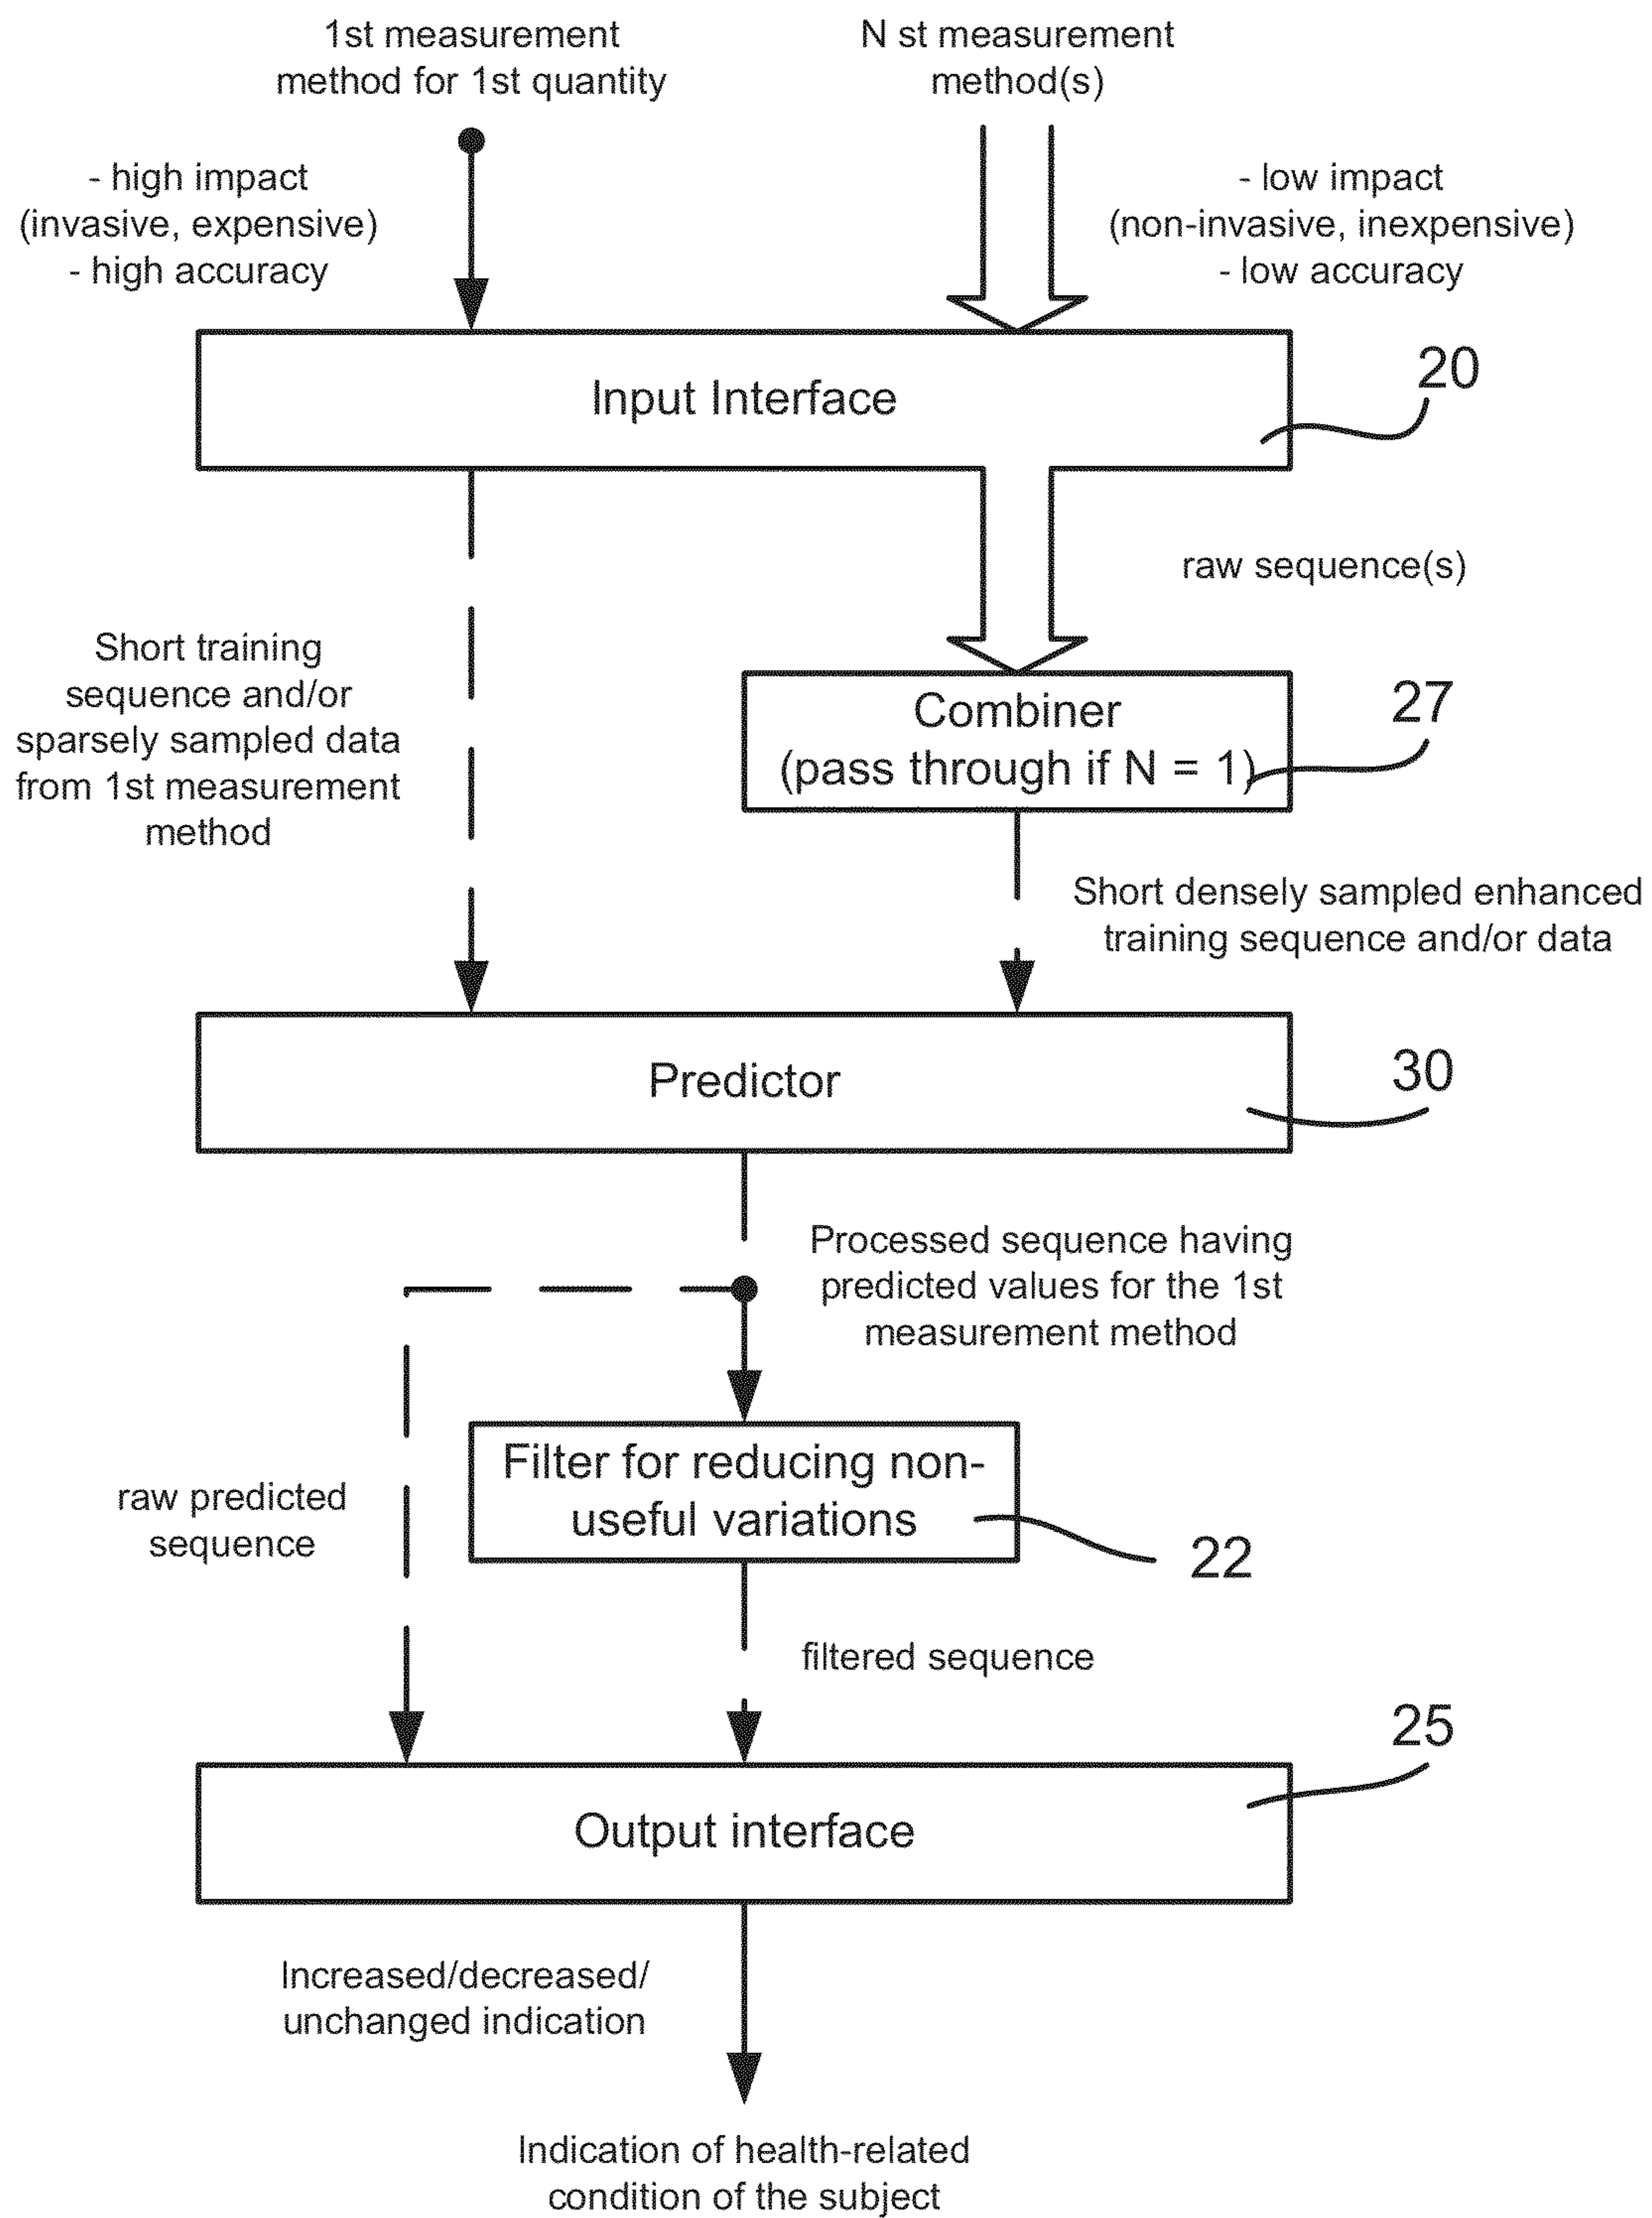 1st measurement
method for 1st quantity
N st measurement
method(s)
- high impact
(invasive, expensive)
- high accuracy
- low impact
(non-invasive, inexpensive)
- low accuracy
Input Interface
20
raw sequence(s)
Short training
sequence and/or
sparsely sampled data
from 1st measurement
method
Combiner
(pass through if N = 1)
27
Short densely sampled enhanced
training sequence and/or data
Predictor
30
Processed sequence having
predicted values for the 1st
measurement method
raw predicted
sequence
Filter for reducing non-
useful variations
22
filtered sequence
25
Output interface
Increased/decreased/
unchanged indication
Indication of health-related
condition of the subject